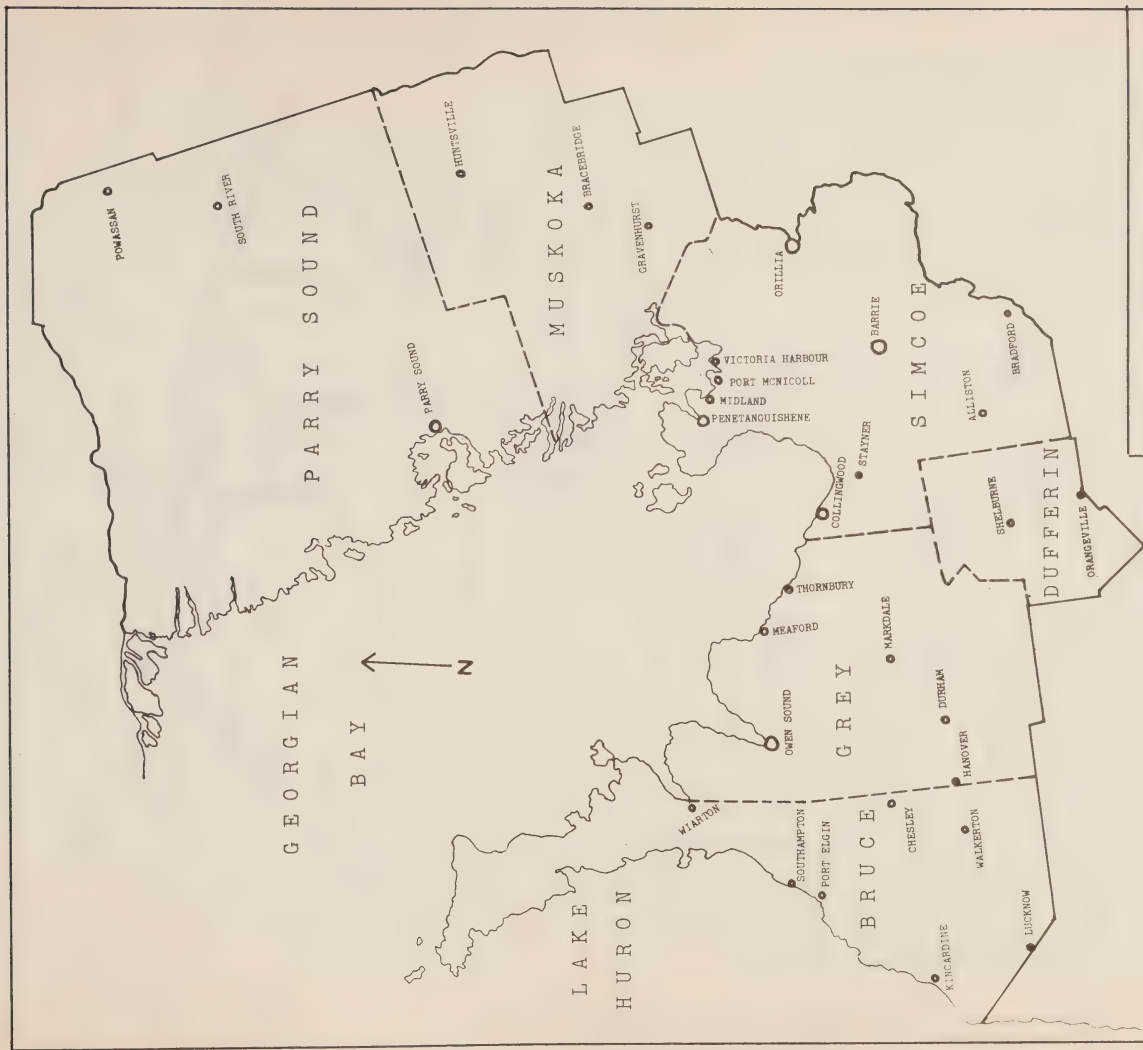 POWASSAN
SOUTH RIVER
HUNTSVILLE
PARRY SOUND
BRACEBRIDGE
MUSKOKA
GRAVENHURST
PARRY SOUND
ORILLIA
VICTORIA HARBOUR
PORT MCNICOLL
MIDLAND
PENETANGUISHENE
BARRIE
SIMCOE
BRADFORD
ALLISTON
STAYNER
COLLINGWOOD
SHELBURNE
DUFFERIN
ORANGEVILLE
THORNBURY
MEAFORD
MARKDALE
GEORGIAN
BAY
N
OWEN SOUND
GREY
DURHAM
HANOVER
WIARTON
SOUTHAMPTON
PORT ELGIN
BRUCE
CHESLEY
WALKERTON
LAKE
HURON
KINCARDINE
LUCKNOW